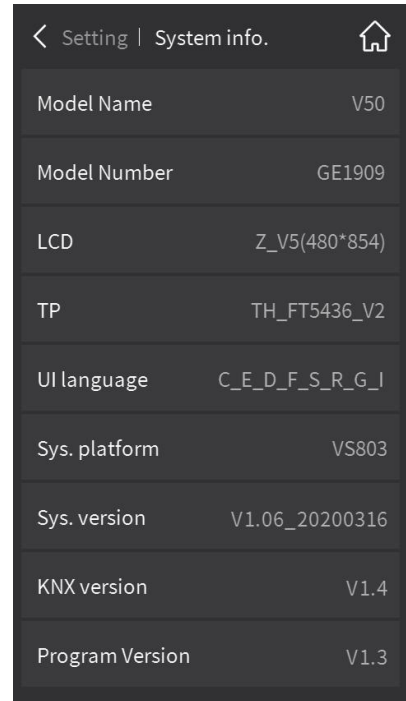 Setting | System info.
Model Name V50
Model Number GE1909
LCD Z_V5(480*854)
TP TH_FT5436_V2
UI language C_E_D_F_S_R_G_I
Sys. platform VS803
Sys. version V1.06_20200316
KNX version V1.4
Program Version V1.3